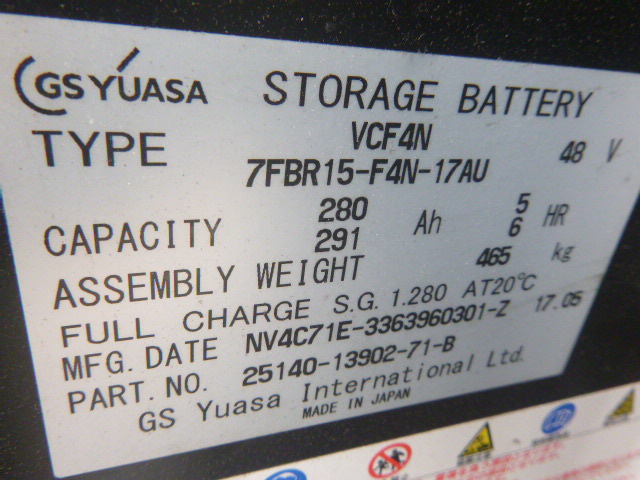 GS YUASA STORAGE BATTERY
TYPE VCF4N 48 V
7FBR15-F4N-17AU
CAPACITY 280 Ah 5 HR
291 6
ASSEMBLY WEIGHT 465 kg
FULL CHARGE S.G. 1.280 AT20℃
MFG. DATE NV4C71E-3363960301-Z 17.05
PART. NO. 25140-13902-71-B
GS Yuasa International Ltd.
MADE IN JAPAN